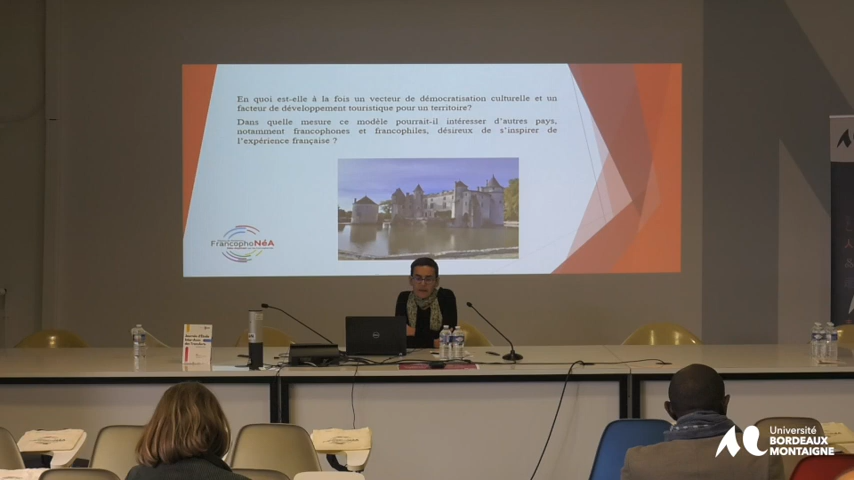 En quoi est-elle à la fois un vecteur de démocratisation culturelle et un
facteur de développement touristique pour un territoire?
Dans quelle mesure ce modèle pourrait-il intéresser d'autres pays,
notamment francophones et francophiles, désireux de s'inspirer de
l'expérience française ?
FrancophoNéA
DELL
Université
BORDEAUX
MONTAIGNE